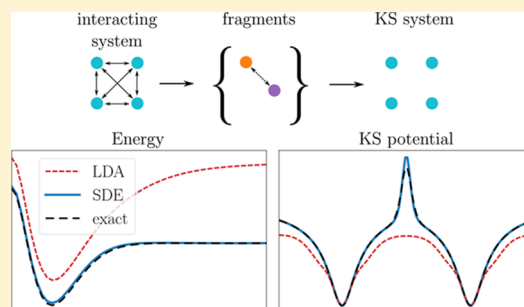 interacting
system
fragments
KS system
Energy
KS potential
LDA
SDE
exact